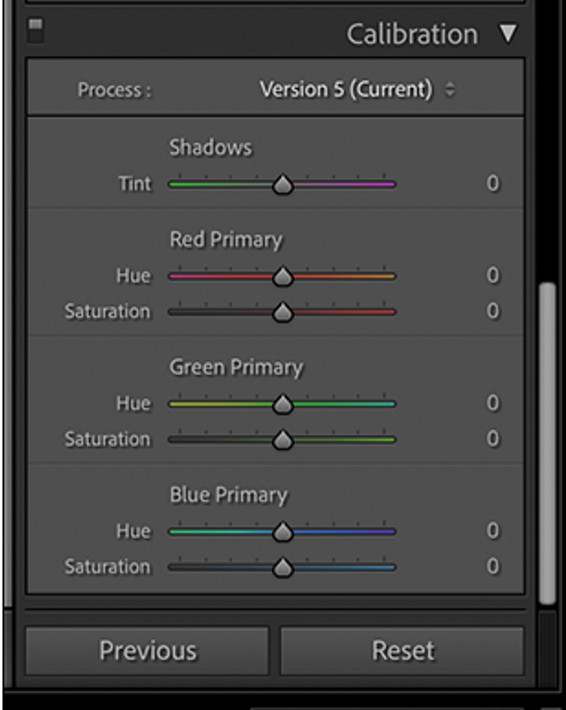 Calibration ▼
Process : Version 5 (Current)
Shadows
Tint 0
Red Primary
Hue 0
Saturation 0
Green Primary
Hue 0
Saturation 0
Blue Primary
Hue 0
Saturation 0
Previous Reset